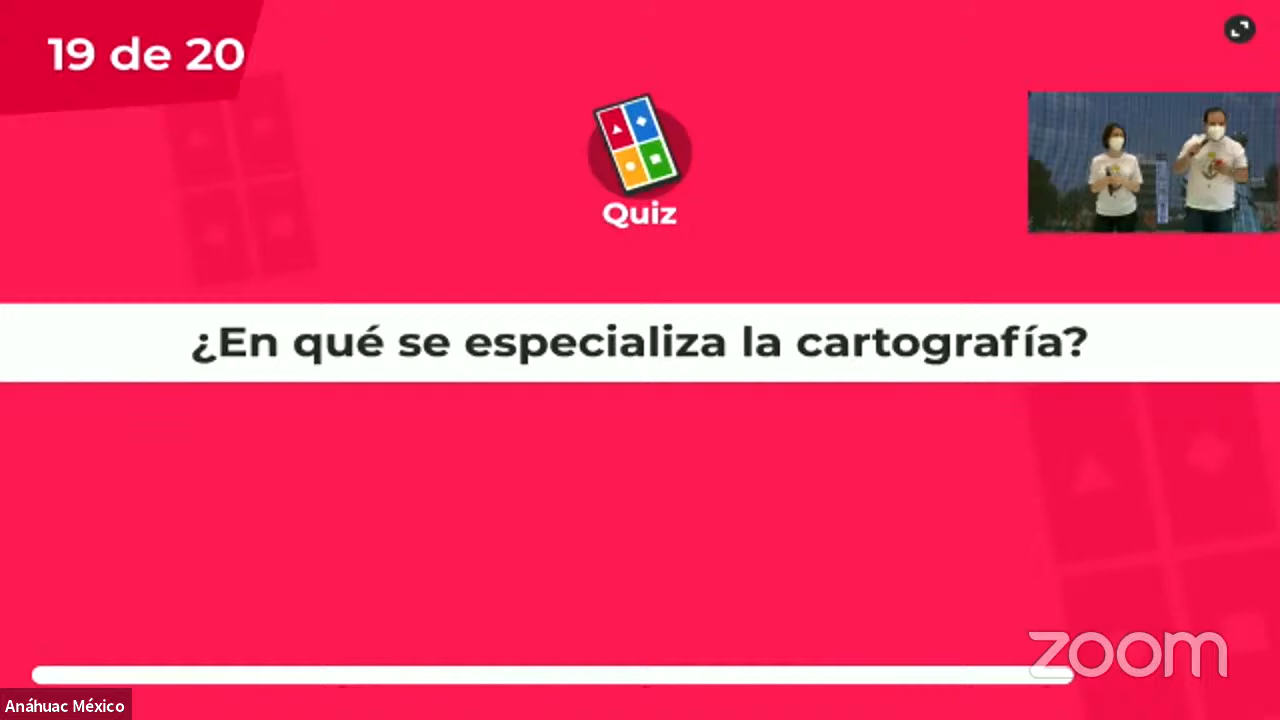 19 de 20
Quiz
¿En qué se especializa la cartografía?
zoom
Anáhuac México